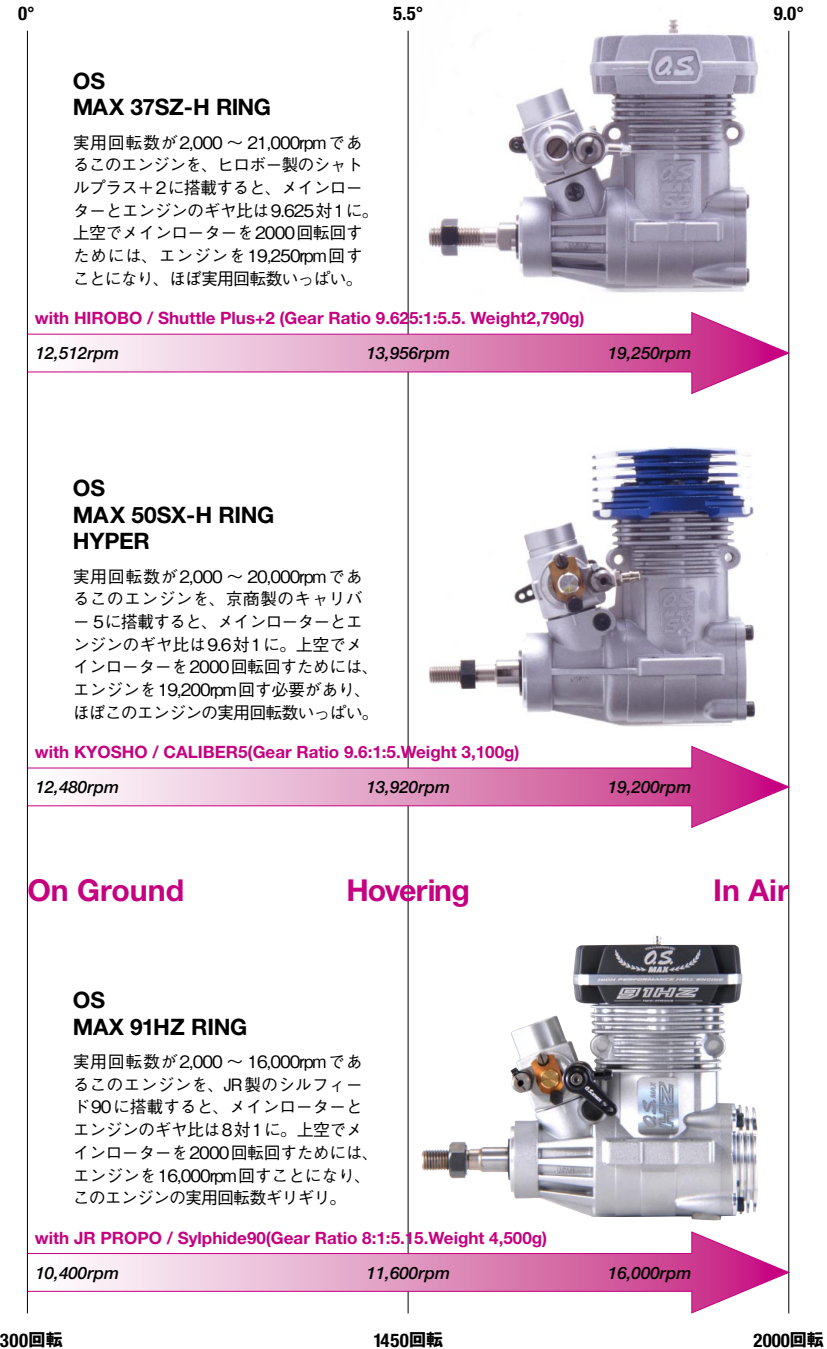 0°
5.5°
9.0°
O.S.
OS
MAX 37SZ-H RING
実用回転数が2,000 ～ 21,000rpmであ
るこのエンジンを、ヒロボー製のシャト
ルプラス＋2に搭載すると、メインロー
ターとエンジンのギヤ比は9.625対1に。
上空でメインローターを2000回転回す
ためには、エンジンを19,250rpm回す
ことになり、ほぼ実用回転数いっぱい。
with HIROBO / Shuttle Plus+2 (Gear Ratio 9.625:1:5.5. Weight2,790g)
12,512rpm
13,956rpm
19,250rpm
OS
MAX 50SX-H RING
HYPER
実用回転数が2,000 ～ 20,000rpmであ
るこのエンジンを、京商製のキャリバ
ー5に搭載すると、メインローターとエ
ンジンのギヤ比は9.6対1に。上空でメ
インローターを2000回転回すためには、
エンジンを19,200rpm回す必要があり、
ほぼこのエンジンの実用回転数いっぱい。
with KYOSHO / CALIBER5(Gear Ratio 9.6:1:5.Weight 3,100g)
12,480rpm
13,920rpm
19,200rpm
On Ground
Hovering
In Air
O.S.
MAX
91HZ
OS
MAX 91HZ RING
実用回転数が2,000 ～ 16,000rpmであ
るこのエンジンを、JR製のシルフィー
ド90に搭載すると、メインローターと
エンジンのギヤ比は8対1に。上空でメ
インローターを2000回転回すためには、
エンジンを16,000rpm回すことになり、
このエンジンの実用回転数ギリギリ。
O.S. MAX
HZ
with JR PROPO / Sylphide90(Gear Ratio 8:1:5.15.Weight 4,500g)
10,400rpm
11,600rpm
16,000rpm
300回転
1450回転
2000回転